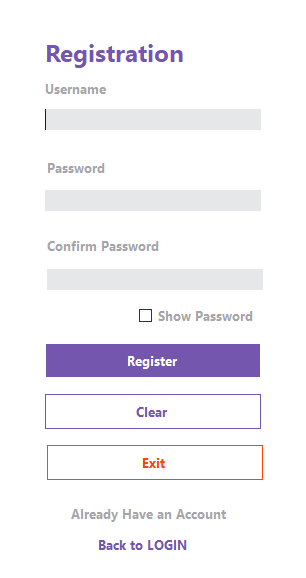 Registration
Username
Password
Confirm Password
Show Password
Register
Clear
Exit
Already Have an Account
Back to LOGIN